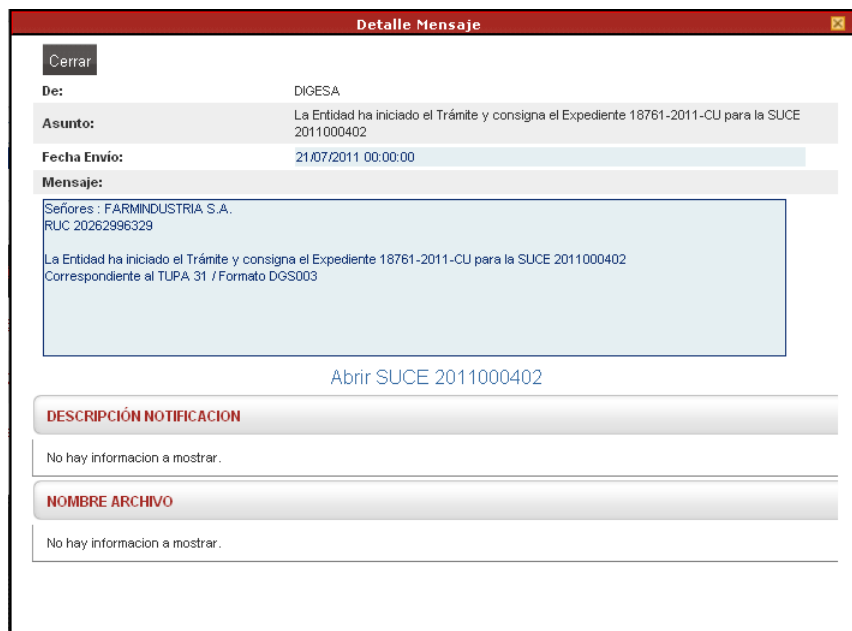 Detalle Mensaje
Cerrar
De: DIGESA
Asunto: La Entidad ha iniciado el Trámite y consigna el Expediente 18761-2011-CU para la SUCE
2011000402
Fecha Envío: 21/07/2011 00:00:00
Mensaje:
Señores : FARMINDUSTRIA S.A.
RUC 20262996329
La Entidad ha iniciado el Trámite y consigna el Expediente 18761-2011-CU para la SUCE 2011000402
Correspondiente al TUPA 31 / Formato DGS003
Abrir SUCE 2011000402
DESCRIPCIÓN NOTIFICACION
No hay informacion a mostrar.
NOMBRE ARCHIVO
No hay informacion a mostrar.